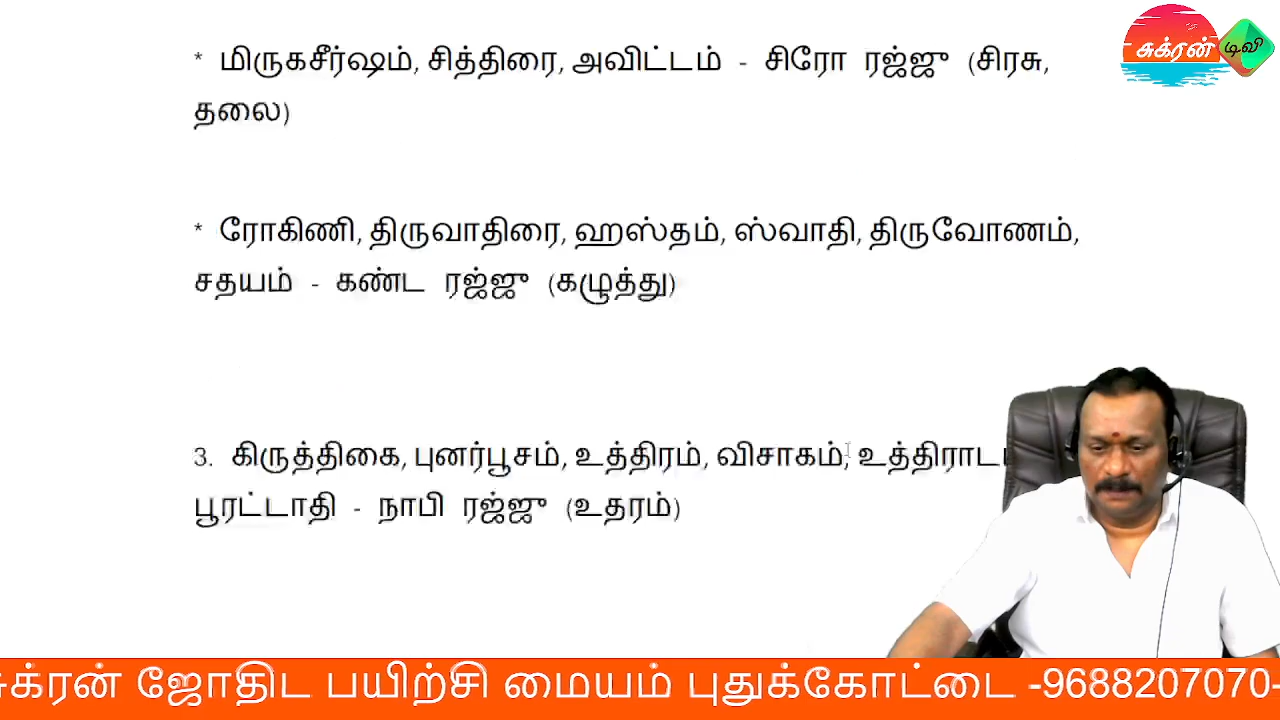 சுக்ரன் டிவி
* மிருகசீர்ஷம், சித்திரை, அவிட்டம் - சிரோ ரஜ்ஜு (சிரசு,
தலை)
* ரோகிணி, திருவாதிரை, ஹஸ்தம், ஸ்வாதி, திருவோணம்,
சதயம் - கண்ட ரஜ்ஜு (கழுத்து)
3. கிருத்திகை, புனர்பூசம், உத்திரம், விசாகம், உத்திராட
பூரட்டாதி - நாபி ரஜ்ஜு (உதரம்)
சுக்ரன் ஜோதிட பயிற்சி மையம் புதுக்கோட்டை -9688207070-